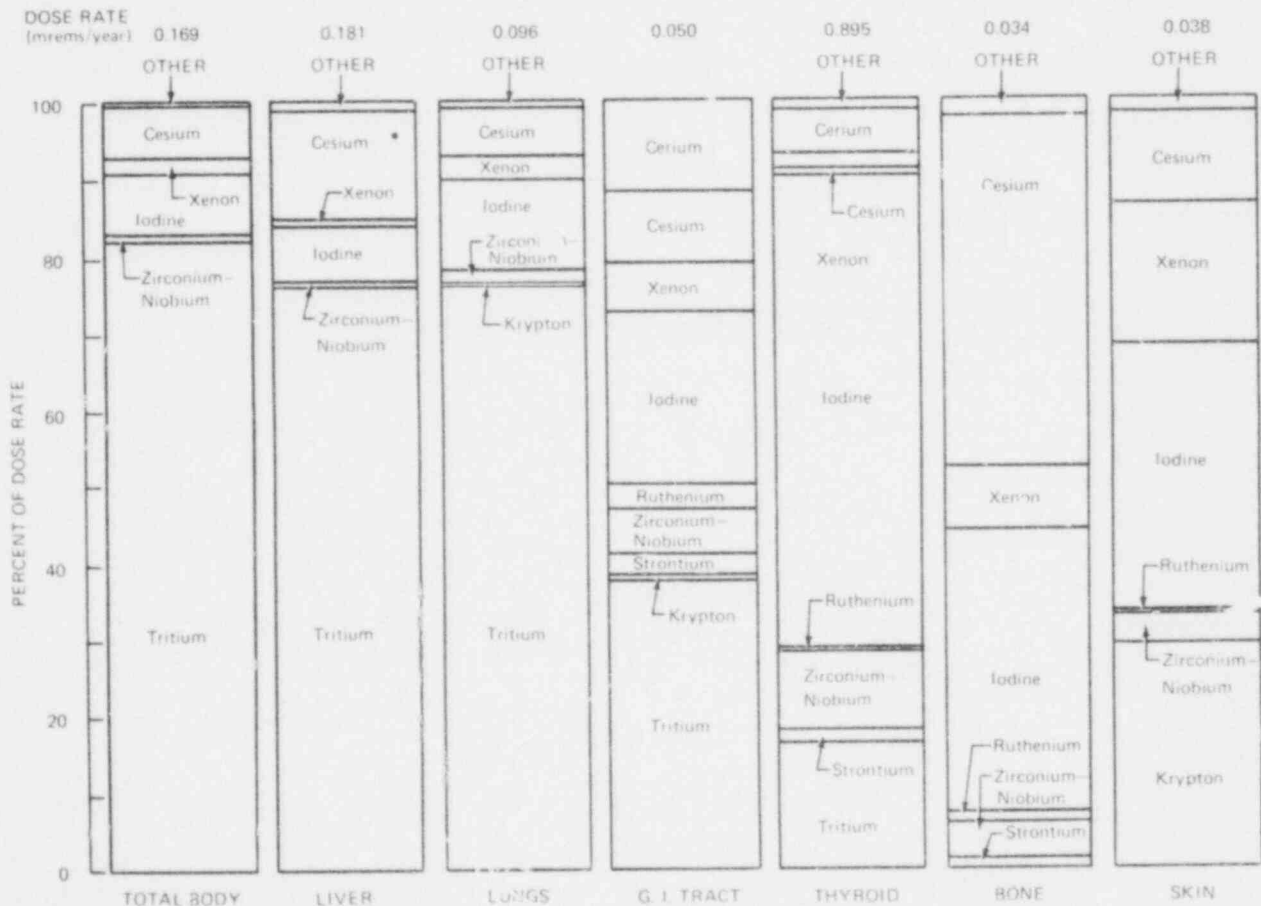 DOSE RATE
(mrems/year) 0.169 0.181 0.096 0.050 0.895 0.034 0.038
OTHER OTHER OTHER OTHER OTHER OTHER
PERCENT OF DOSE RATE
100
80
60
40
20
0
Cesium
Xenon
Iodine
Zirconium–
Niobium
Tritium
TOTAL BODY
Cesium
Xenon
Iodine
Zirconium–
Niobium
Tritium
LIVER
Cesium
Xenon
Iodine
Niobium
Krypton
Tritium
LUNGS
Cerium
Cesium
Xenon
Iodine
Ruthenium
Zirconium–
Niobium
Strontium
Krypton
Tritium
G. I. TRACT
Cerium
Cesium
Xenon
Iodine
Ruthenium
Zirconium–
Niobium
Strontium
Tritium
THYROID
Cesium
Xenon
Iodine
Ruthenium
Zirconium–
Niobium
Strontium
BONE
Cesium
Xenon
Iodine
Ruthenium
Zirconium–
Niobium
Krypton
SKIN